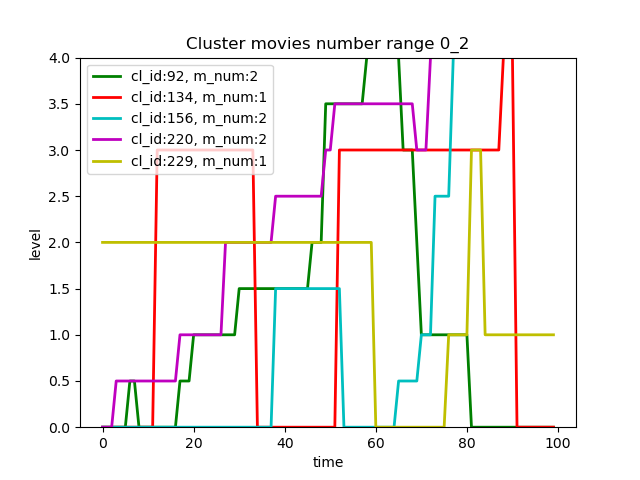 Cluster movies number range 0_2
4.0
3.5
3.0
2.5
2.0
1.5
1.0
0.5
0.0
level
cl_id:92, m_num:2
cl_id:134, m_num:1
cl_id:156, m_num:2
cl_id:220, m_num:2
cl_id:229, m_num:1
0 20 40 60 80 100
time